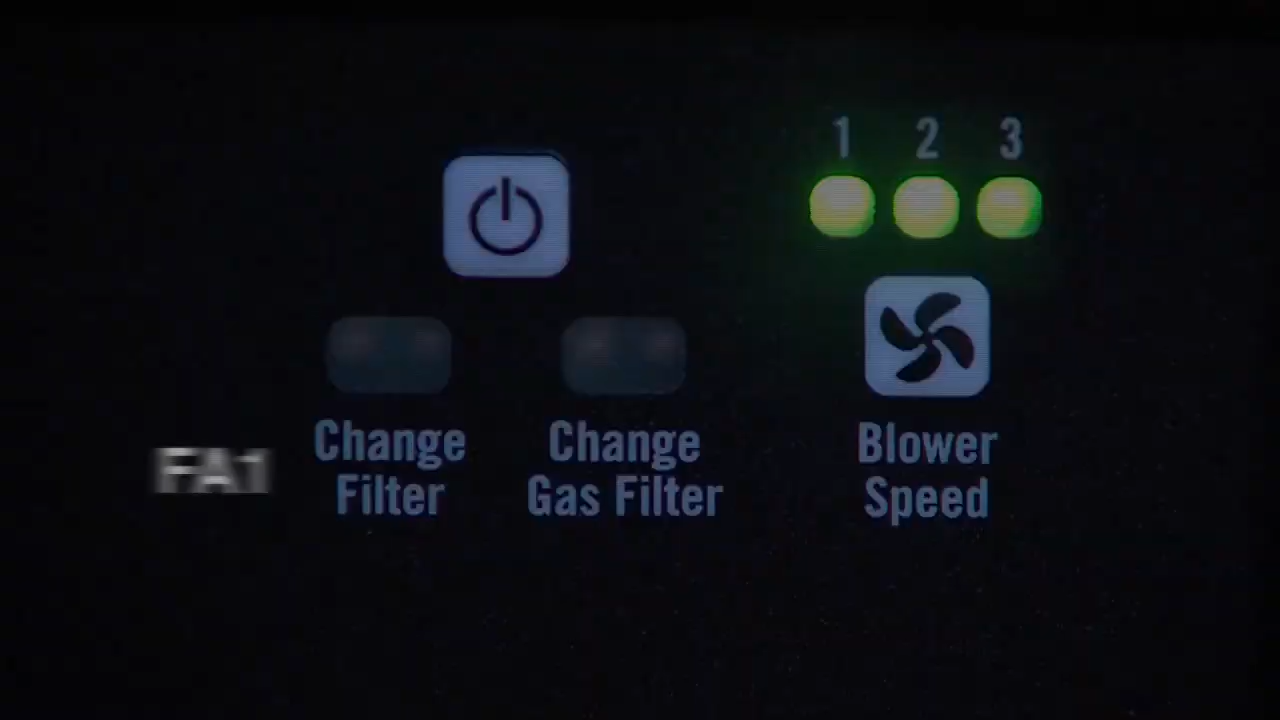 1 2 3
Change
Filter
Change
Gas Filter
Blower
Speed
FA1